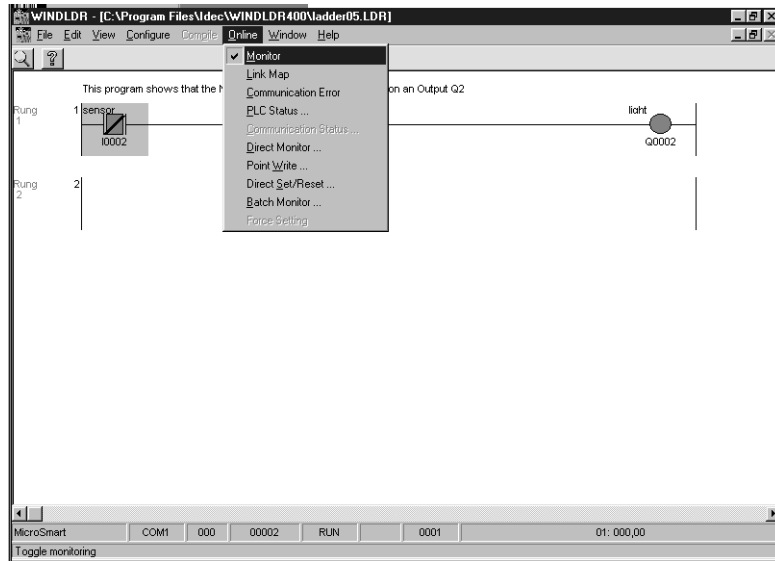 WINDLDR - [C:\Program Files\Idec\WINDLDR400\ladder05.LDR]
File Edit View Configure Compile Online Window Help
Monitor
Link Map
Communication Error
PLC Status ...
Communication Status ...
Direct Monitor ...
Point Write ...
Direct Set/Reset ...
Batch Monitor ...
Force Setting
This program shows that the N on an Output Q2
Rung 1
1 sensor
I0002
light
Q0002
Rung 2
2
MicroSmart COM1 000 00002 RUN 0001 01: 000,00
Toggle monitoring